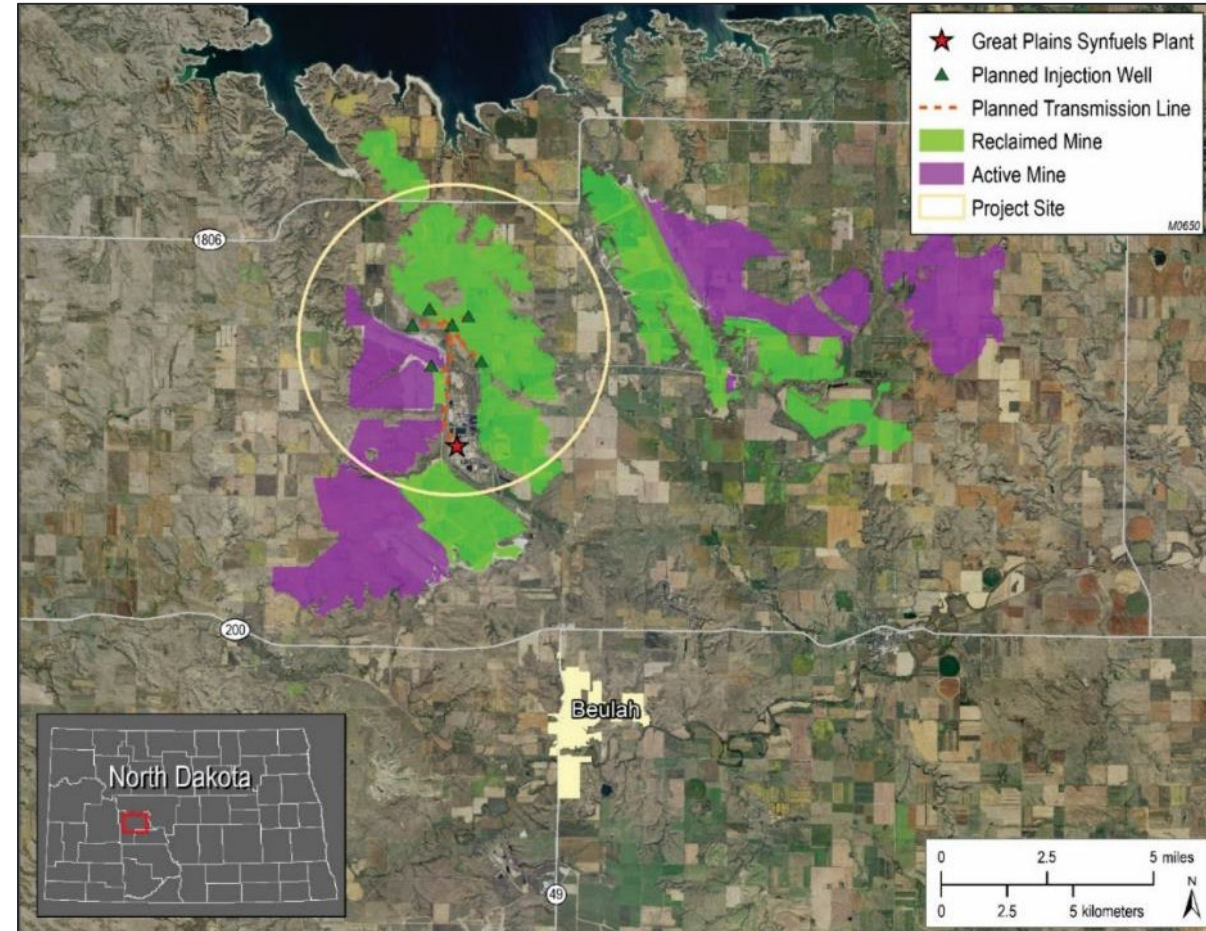 Great Plains Synfuels Plant
Planned Injection Well
Planned Transmission Line
Reclaimed Mine
Active Mine
Project Site
M0650
1806
200
Beulah
North Dakota
49
0 2.5 5 miles
0 2.5 5 kilometers
N